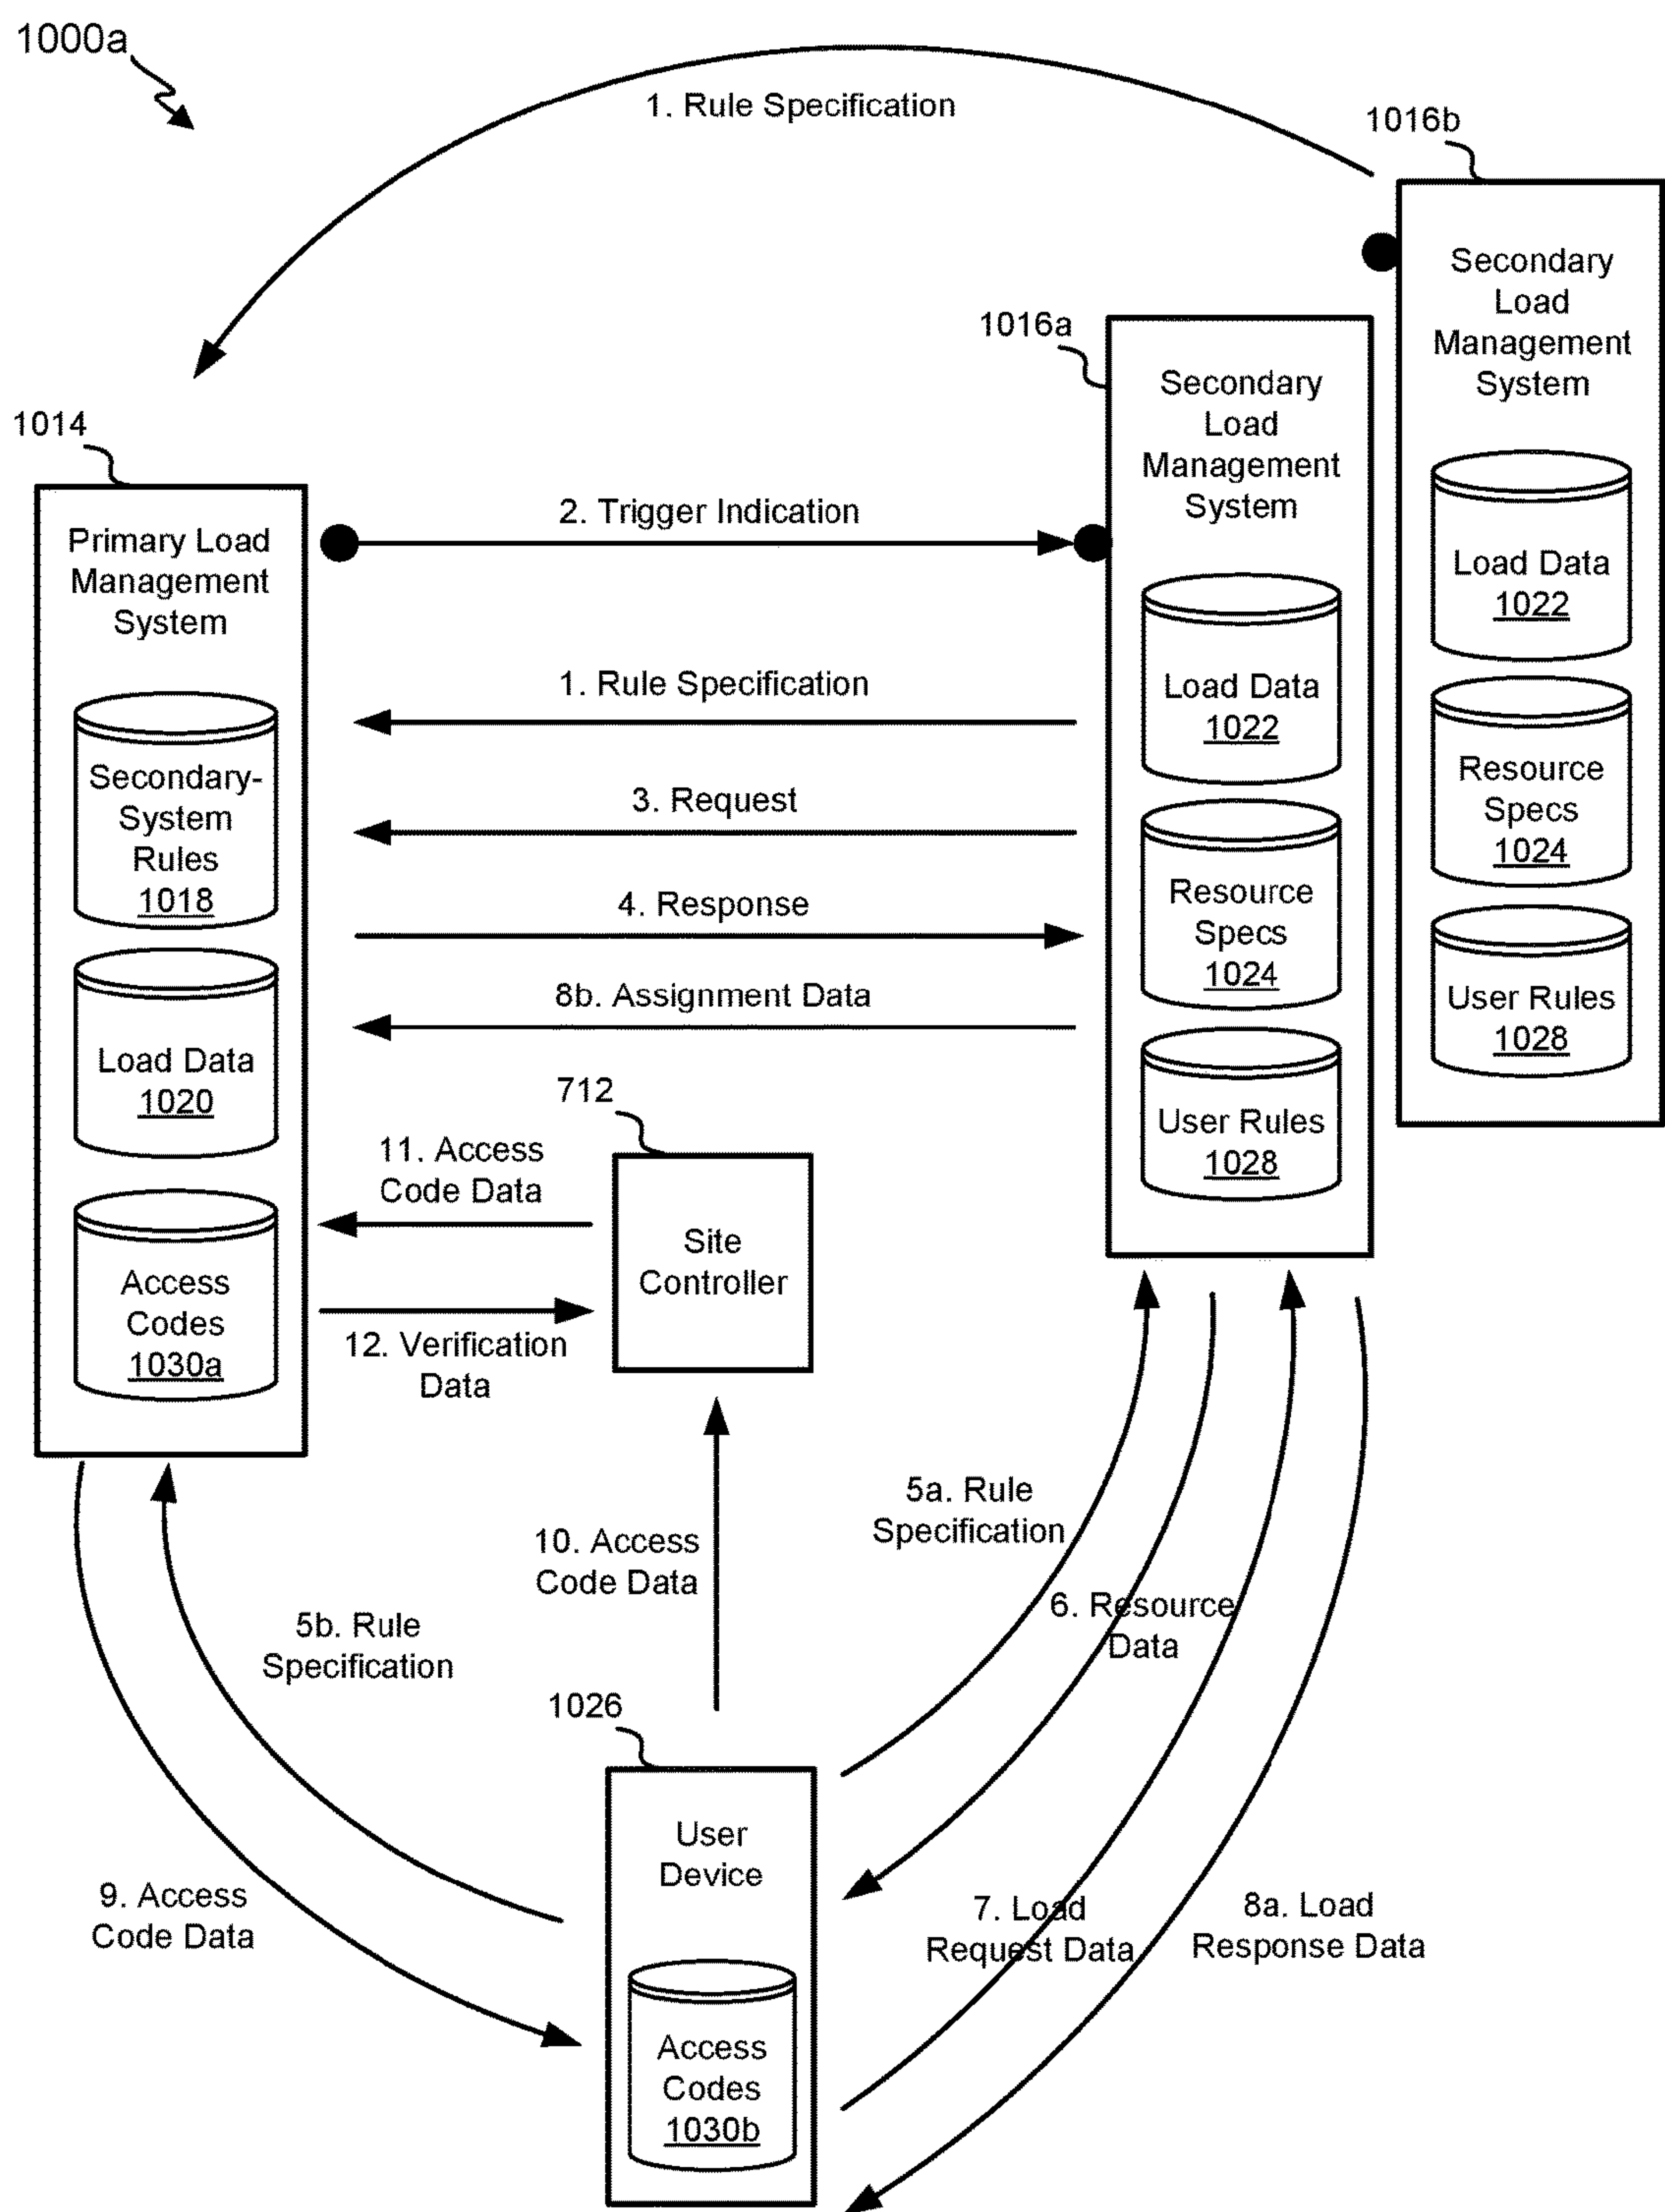 1000a
1. Rule Specification
1016b
Secondary
Load
Management
System
Load Data
1022
Resource
Specs
1024
User Rules
1028
1016a
Secondary
Load
Management
System
Load Data
1022
Resource
Specs
1024
User Rules
1028
1014
Primary Load
Management
System
Secondary-
System
Rules
1018
Load Data
1020
Access
Codes
1030a
2. Trigger Indication
1. Rule Specification
3. Request
4. Response
8b. Assignment Data
712
Site
Controller
11. Access
Code Data
12. Verification
Data
10. Access
Code Data
5a. Rule
Specification
6. Resource
Data
5b. Rule
Specification
1026
User
Device
Access
Codes
1030b
9. Access
Code Data
7. Load
Request Data
8a. Load
Response Data